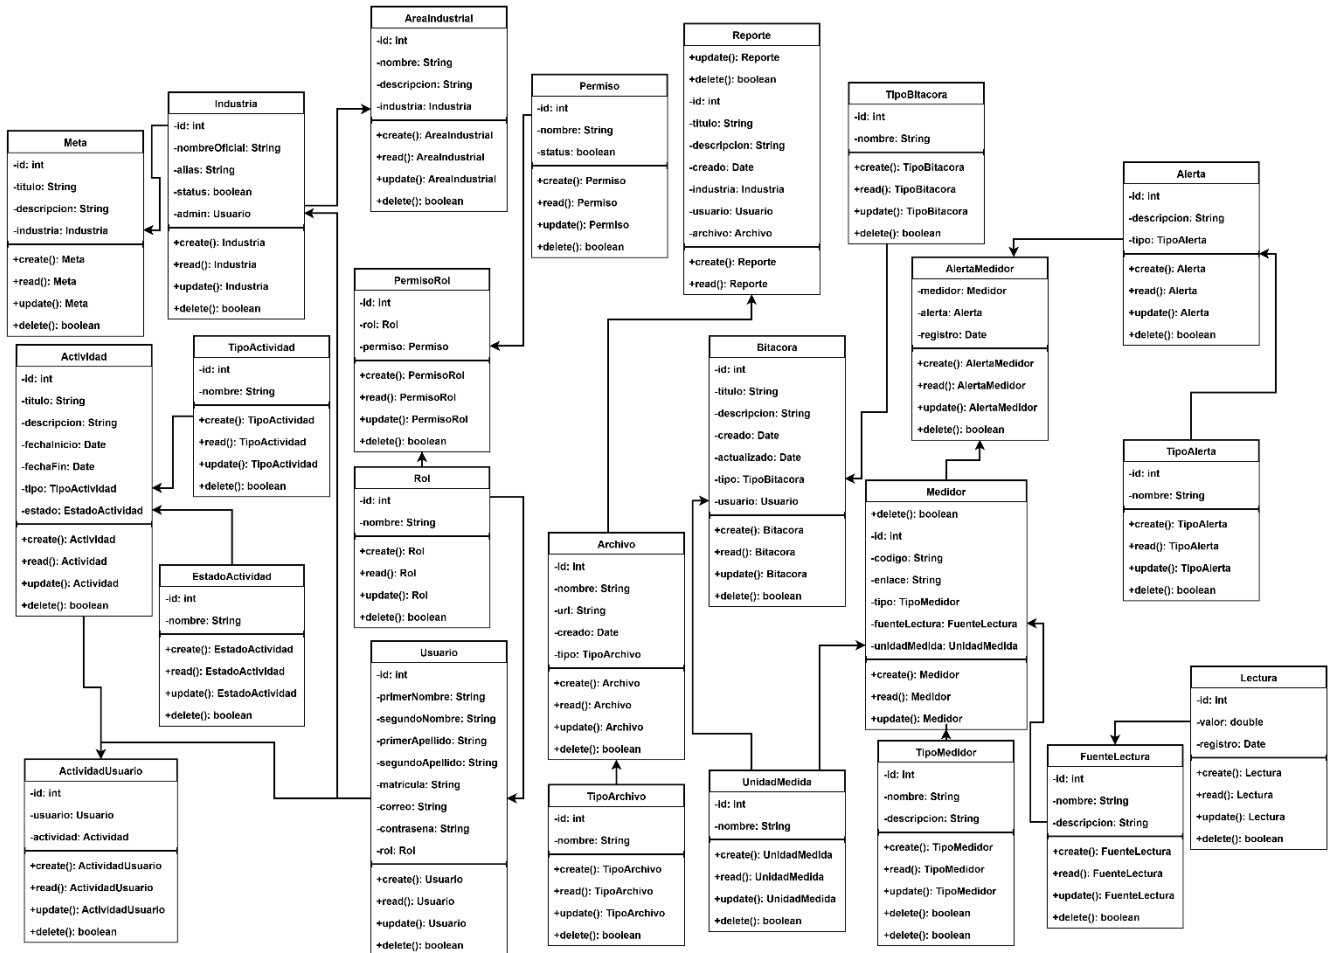 AreaIndustrial
-id: int
-nombre: String
-descripcion: String
-industria: Industria
+create(): AreaIndustrial
+read(): AreaIndustrial
+update(): AreaIndustrial
+delete(): boolean
Reporte
+update(): Reporte
+delete(): boolean
-id: int
-titulo: String
-descripcion: String
-creado: Date
-industria: Industria
-usuario: Usuario
-archivo: Archivo
+create(): Reporte
+read(): Reporte
Permiso
-id: int
-nombre: String
-status: boolean
+create(): Permiso
+read(): Permiso
+update(): Permiso
+delete(): boolean
TipoBitacora
-id: int
-nombre: String
+create(): TipoBitacora
+read(): TipoBitacora
+update(): TipoBitacora
+delete(): boolean
Industria
-id: int
-nombreOficial: String
-alias: String
-status: boolean
-admin: Usuario
+create(): Industria
+read(): Industria
+update(): Industria
+delete(): boolean
Meta
-id: int
-titulo: String
-descripcion: String
-industria: Industria
+create(): Meta
+read(): Meta
+update(): Meta
+delete(): boolean
Alerta
-id: int
-descripcion: String
-tipo: TipoAlerta
+create(): Alerta
+read(): Alerta
+update(): Alerta
+delete(): boolean
AlertaMedidor
-medidor: Medidor
-alerta: Alerta
-registro: Date
+create(): AlertaMedidor
+read(): AlertaMedidor
+update(): AlertaMedidor
+delete(): boolean
PermisoRol
-id: int
-rol: Rol
-permiso: Permiso
+create(): PermisoRol
+read(): PermisoRol
+update(): PermisoRol
+delete(): boolean
Actividad
-id: int
-titulo: String
-descripcion: String
-fechaInicio: Date
-fechaFin: Date
-tipo: TipoActividad
-estado: EstadoActividad
+create(): Actividad
+read(): Actividad
+update(): Actividad
+delete(): boolean
TipoActividad
-id: int
-nombre: String
+create(): TipoActividad
+read(): TipoActividad
+update(): TipoActividad
+delete(): boolean
Bitacora
-id: int
-titulo: String
-descripcion: String
-creado: Date
-actualizado: Date
-tipo: TipoBitacora
-usuario: Usuario
+create(): Bitacora
+read(): Bitacora
+update(): Bitacora
+delete(): boolean
TipoAlerta
-id: int
-nombre: String
+create(): TipoAlerta
+read(): TipoAlerta
+update(): TipoAlerta
+delete(): boolean
Rol
-id: int
-nombre: String
+create(): Rol
+read(): Rol
+update(): Rol
+delete(): boolean
Medidor
+delete(): boolean
-id: int
-codigo: String
-enlace: String
-tipo: TipoMedidor
-fuenteLectura: FuenteLectura
-unidadMedida: UnidadMedida
+create(): Medidor
+read(): Medidor
+update(): Medidor
Archivo
-id: int
-nombre: String
-url: String
-creado: Date
-tipo: TipoArchivo
+create(): Archivo
+read(): Archivo
+update(): Archivo
+delete(): boolean
EstadoActividad
-id: int
-nombre: String
+create(): EstadoActividad
+read(): EstadoActividad
+update(): EstadoActividad
+delete(): boolean
Usuario
-id: int
-primerNombre: String
-segundoNombre: String
-primerApellido: String
-segundoApellido: String
-matricula: String
-correo: String
-contrasena: String
-rol: Rol
+create(): Usuario
+read(): Usuario
+update(): Usuario
+delete(): boolean
Lectura
-id: int
-valor: double
-registro: Date
+create(): Lectura
+read(): Lectura
+update(): Lectura
+delete(): boolean
ActividadUsuario
-id: int
-usuario: Usuario
-actividad: Actividad
+create(): ActividadUsuario
+read(): ActividadUsuario
+update(): ActividadUsuario
+delete(): boolean
TipoArchivo
-id: int
-nombre: String
+create(): TipoArchivo
+read(): TipoArchivo
+update(): TipoArchivo
+delete(): boolean
UnidadMedida
-id: int
-nombre: String
+create(): UnidadMedida
+read(): UnidadMedida
+update(): UnidadMedida
+delete(): boolean
TipoMedidor
-id: int
-nombre: String
-descripcion: String
+create(): TipoMedidor
+read(): TipoMedidor
+update(): TipoMedidor
+delete(): boolean
+delete(): boolean
FuenteLectura
-id: int
-nombre: String
-descripcion: String
+create(): FuenteLectura
+read(): FuenteLectura
+update(): FuenteLectura
+delete(): boolean